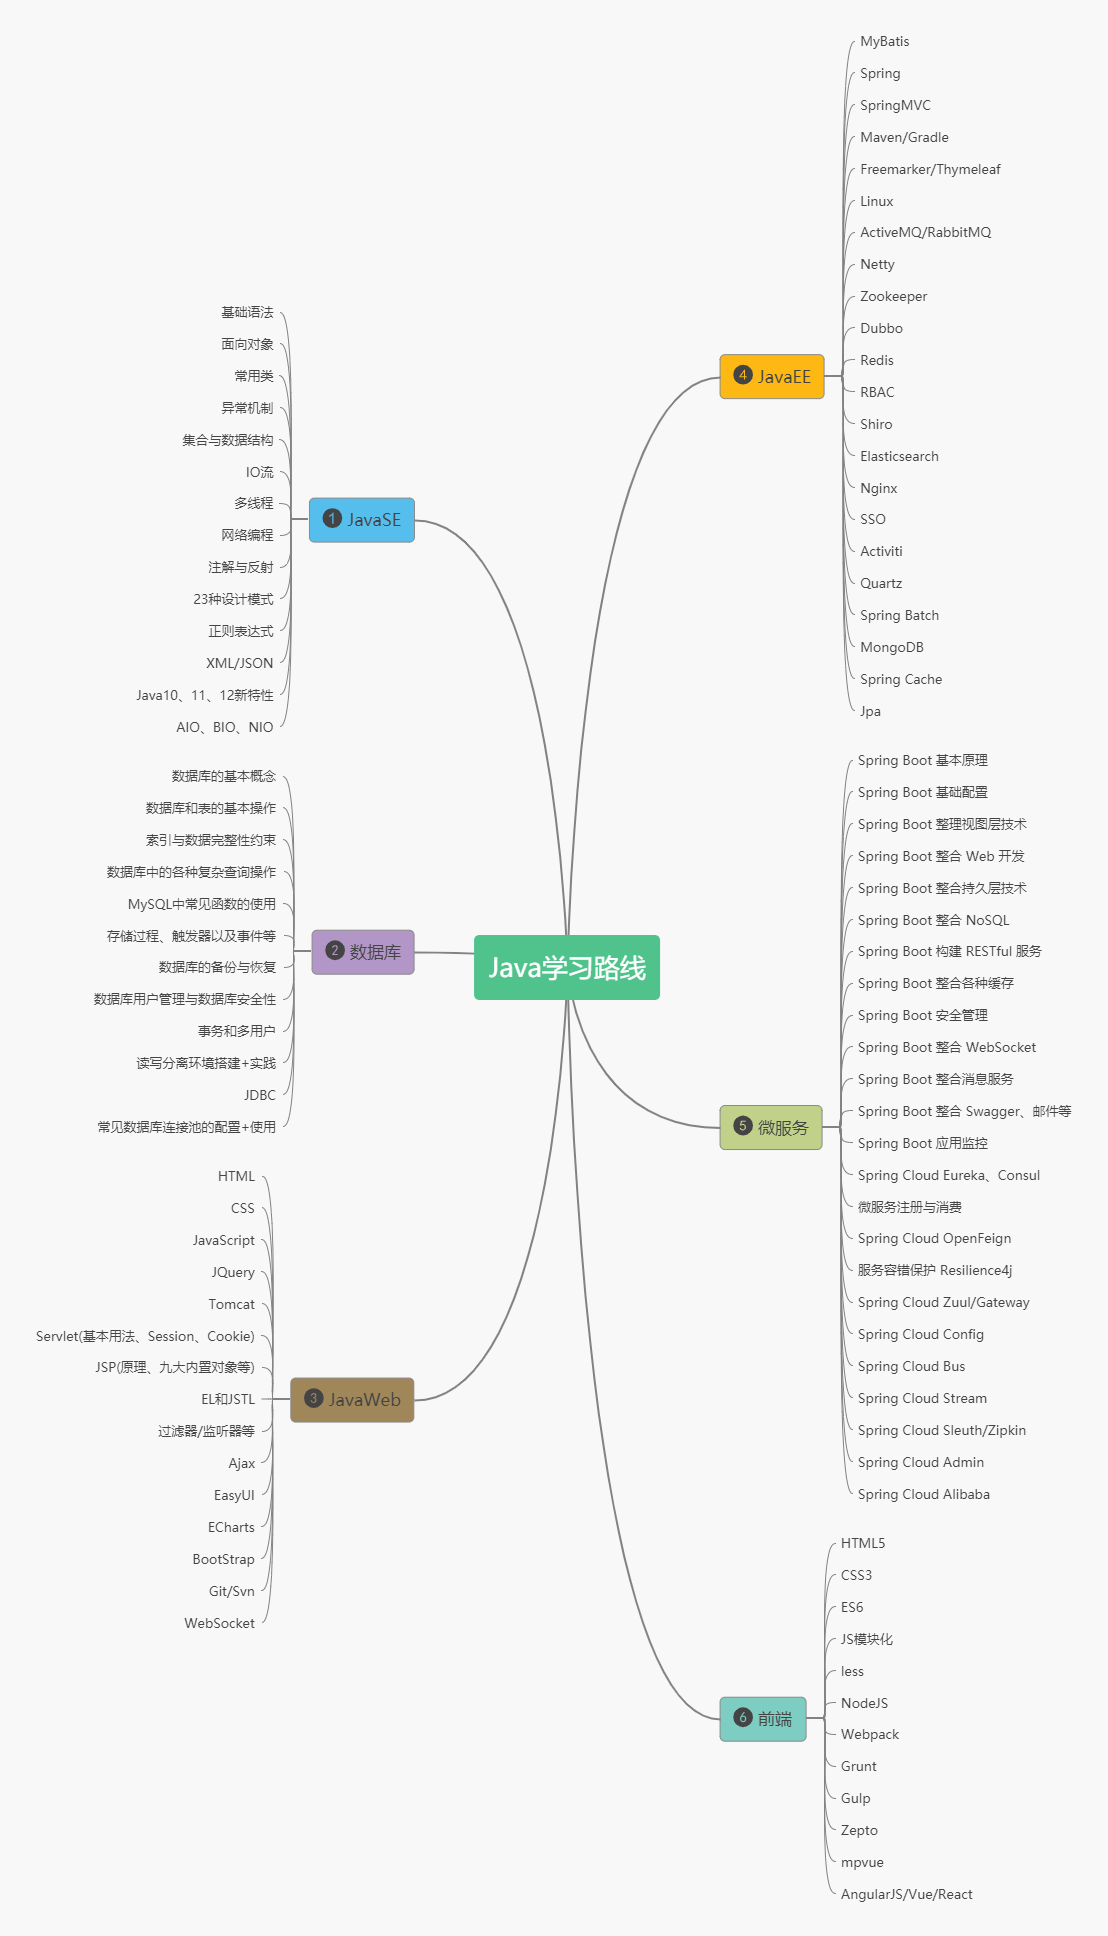 Java学习路线
1 JavaSE
基础语法
面向对象
常用类
异常机制
集合与数据结构
IO流
多线程
网络编程
注解与反射
23种设计模式
正则表达式
XML/JSON
Java10、11、12新特性
AIO、BIO、NIO
2 数据库
数据库的基本概念
数据库和表的基本操作
索引与数据完整性约束
数据库中的各种复杂查询操作
MySQL中常见函数的使用
存储过程、触发器以及事件等
数据库的备份与恢复
数据库用户管理与数据库安全性
事务和多用户
读写分离环境搭建+实践
JDBC
常见数据库连接池的配置+使用
3 JavaWeb
HTML
CSS
JavaScript
JQuery
Tomcat
Servlet(基本用法、Session、Cookie)
JSP(原理、九大内置对象等)
EL和JSTL
过滤器/监听器等
Ajax
EasyUI
ECharts
BootStrap
Git/Svn
WebSocket
4 JavaEE
MyBatis
Spring
SpringMVC
Maven/Gradle
Freemarker/Thymeleaf
Linux
ActiveMQ/RabbitMQ
Netty
Zookeeper
Dubbo
Redis
RBAC
Shiro
Elasticsearch
Nginx
SSO
Activiti
Quartz
Spring Batch
MongoDB
Spring Cache
Jpa
5 微服务
Spring Boot 基本原理
Spring Boot 基础配置
Spring Boot 整理视图层技术
Spring Boot 整合 Web 开发
Spring Boot 整合持久层技术
Spring Boot 整合 NoSQL
Spring Boot 构建 RESTful 服务
Spring Boot 整合各种缓存
Spring Boot 安全管理
Spring Boot 整合 WebSocket
Spring Boot 整合消息服务
Spring Boot 整合 Swagger、邮件等
Spring Boot 应用监控
Spring Cloud Eureka、Consul
微服务注册与消费
Spring Cloud OpenFeign
服务容错保护 Resilience4j
Spring Cloud Zuul/Gateway
Spring Cloud Config
Spring Cloud Bus
Spring Cloud Stream
Spring Cloud Sleuth/Zipkin
Spring Cloud Admin
Spring Cloud Alibaba
6 前端
HTML5
CSS3
ES6
JS模块化
less
NodeJS
Webpack
Grunt
Gulp
Zepto
mpvue
AngularJS/Vue/React